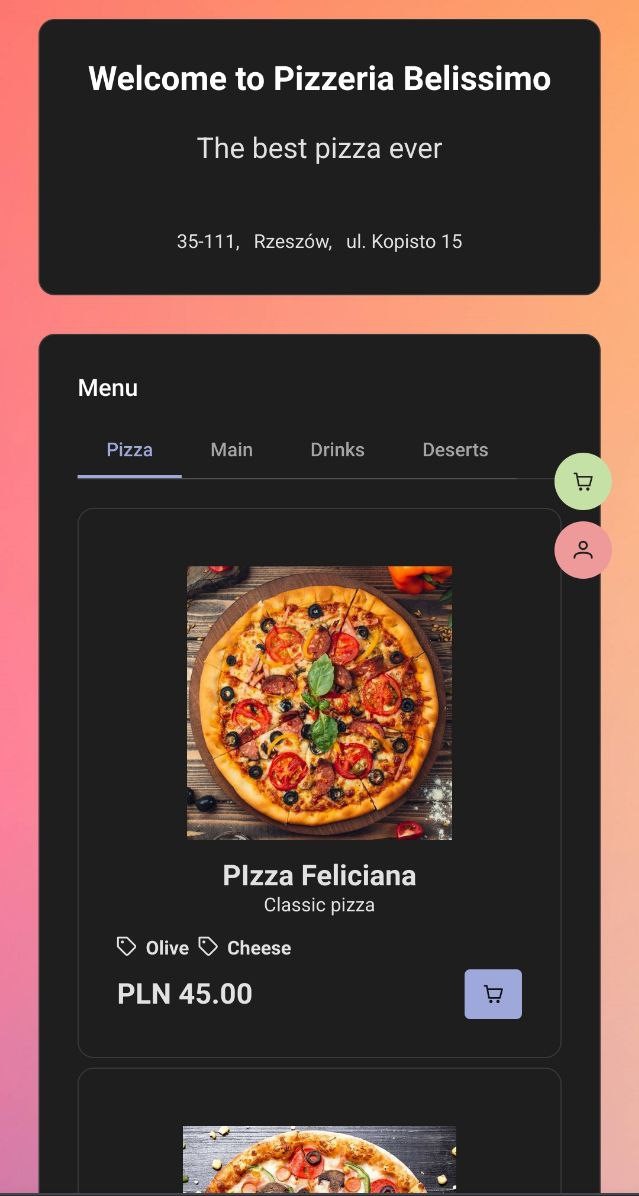 Welcome to Pizzeria Belissimo
The best pizza ever
35-111, Rzeszów, ul. Kopisto 15
Menu
Pizza Main Drinks Deserts
PIzza Feliciana
Classic pizza
Olive Cheese
PLN 45.00